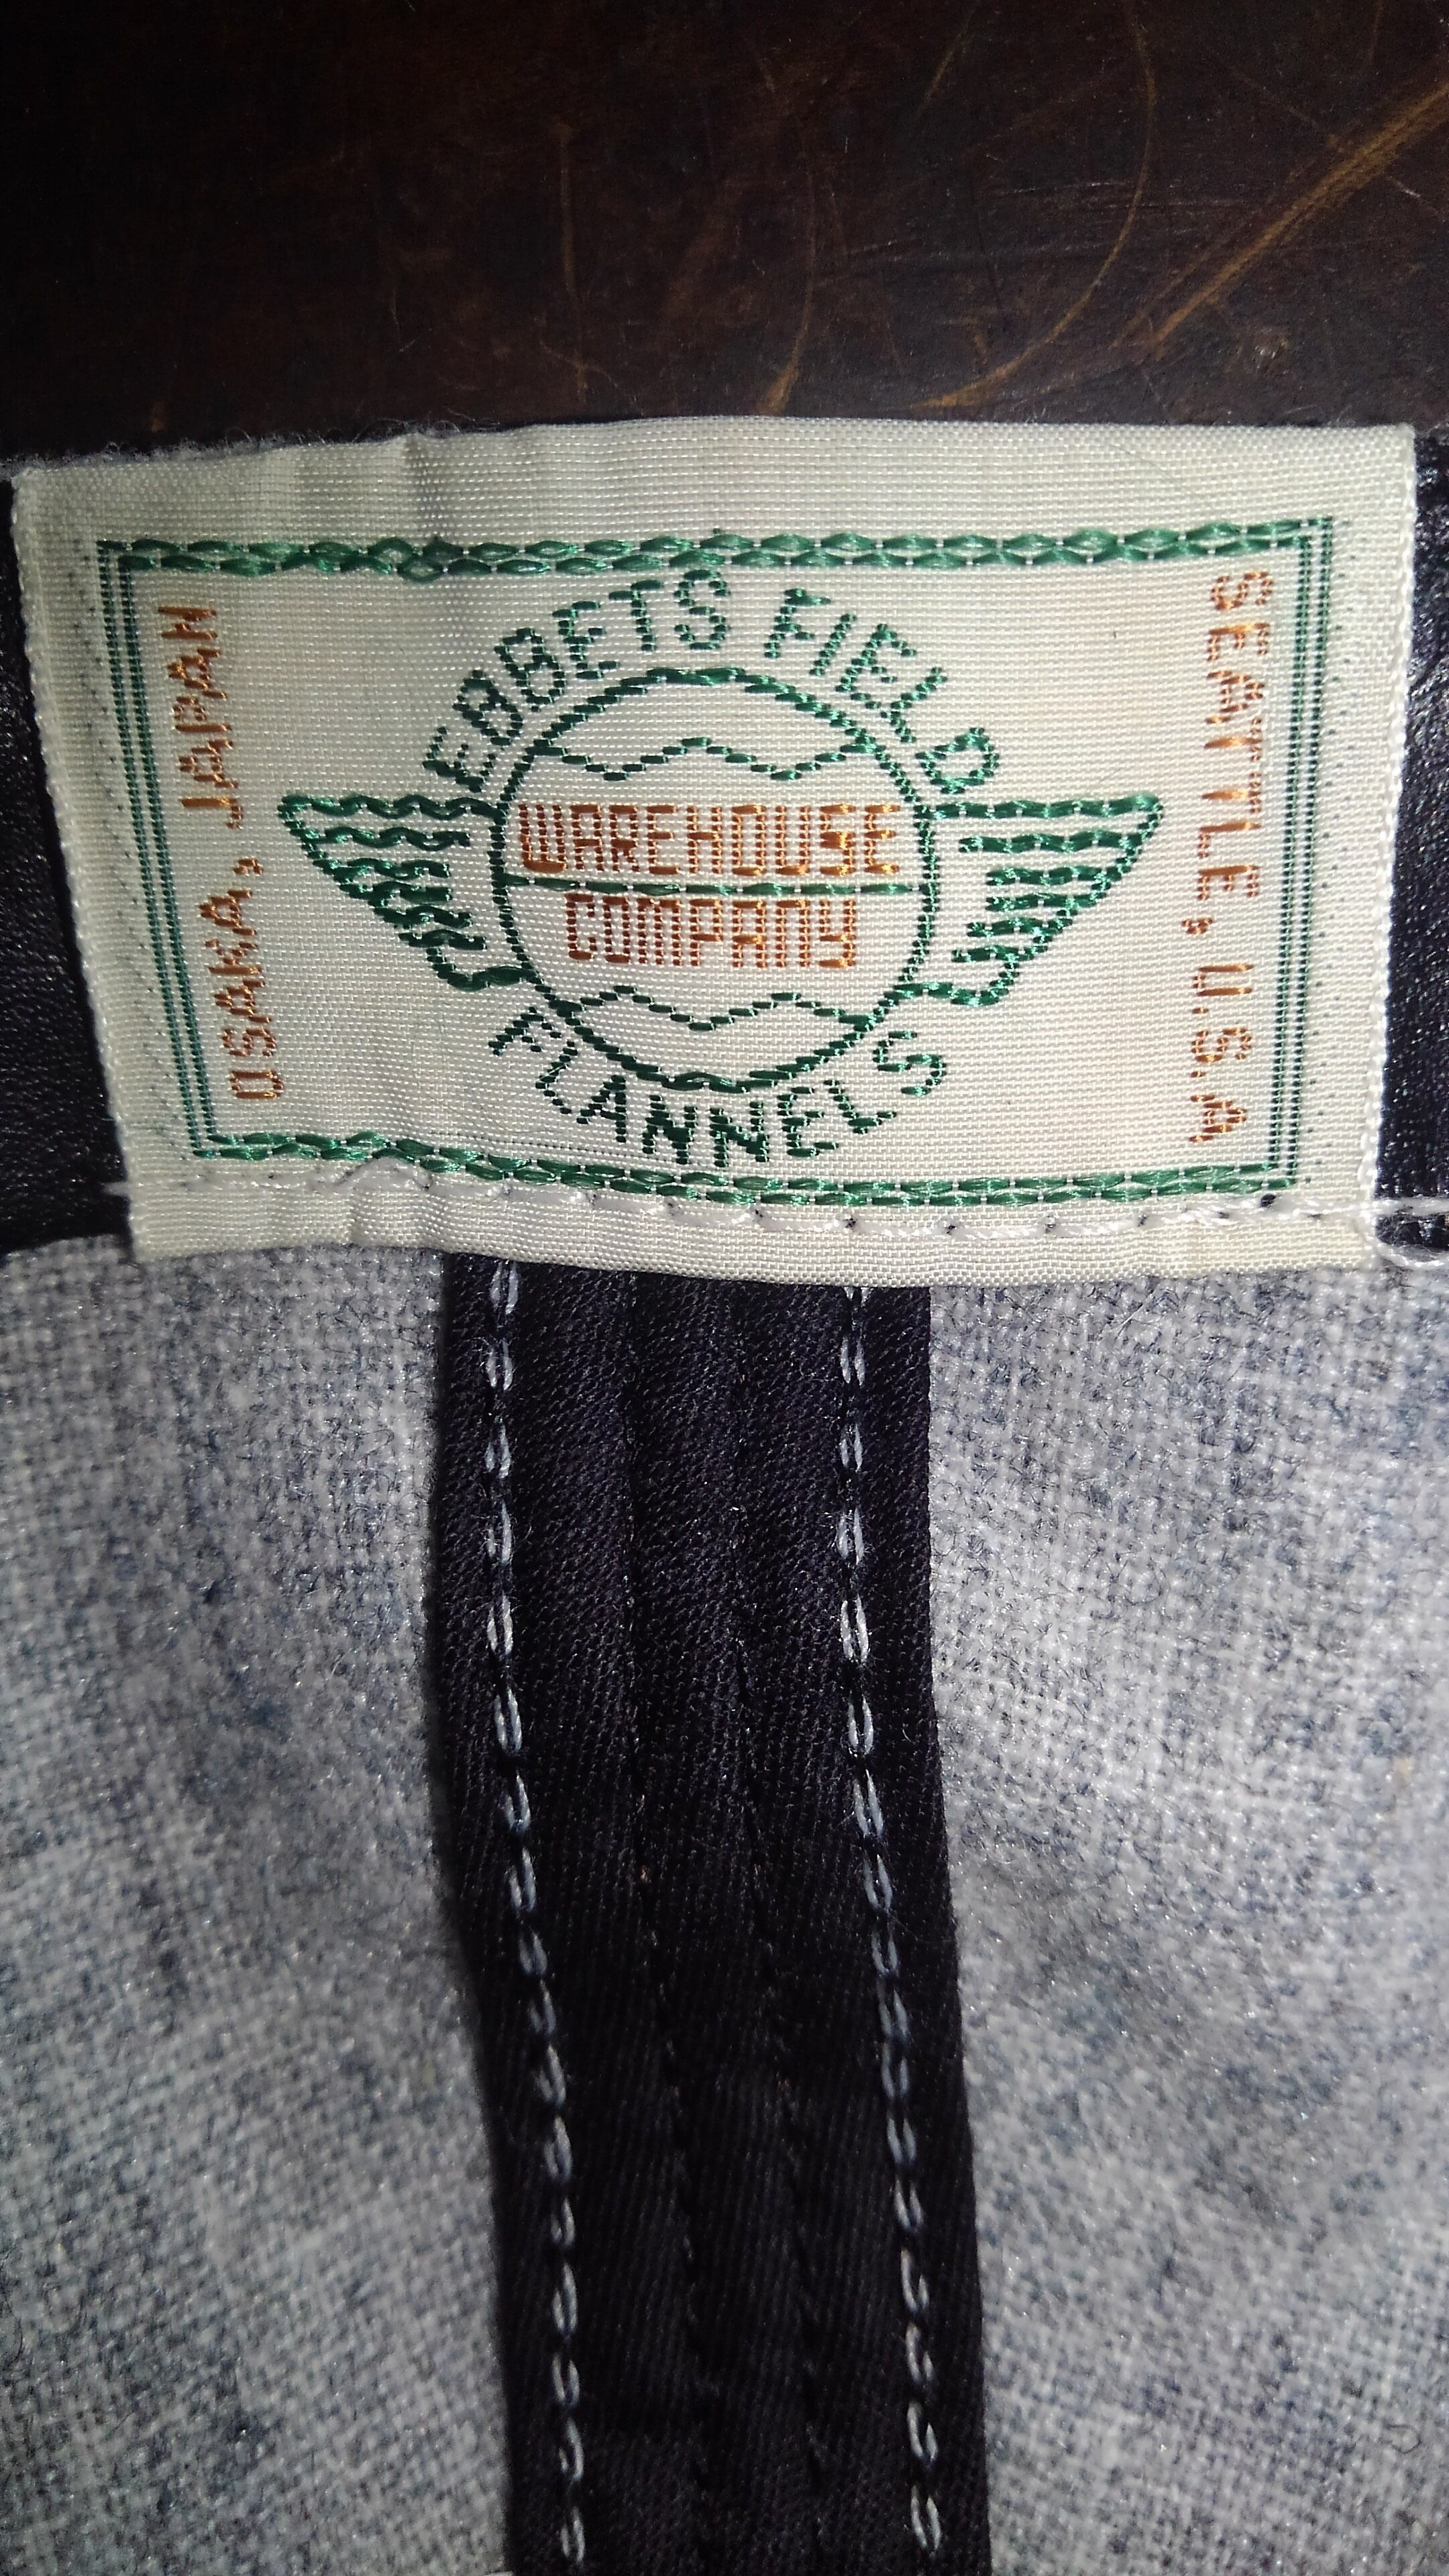 EBBETS FIELD
WAREHOUSE
COMPANY
FLANNELS
OSAKA, JAPAN
SEATTLE, U.S.A